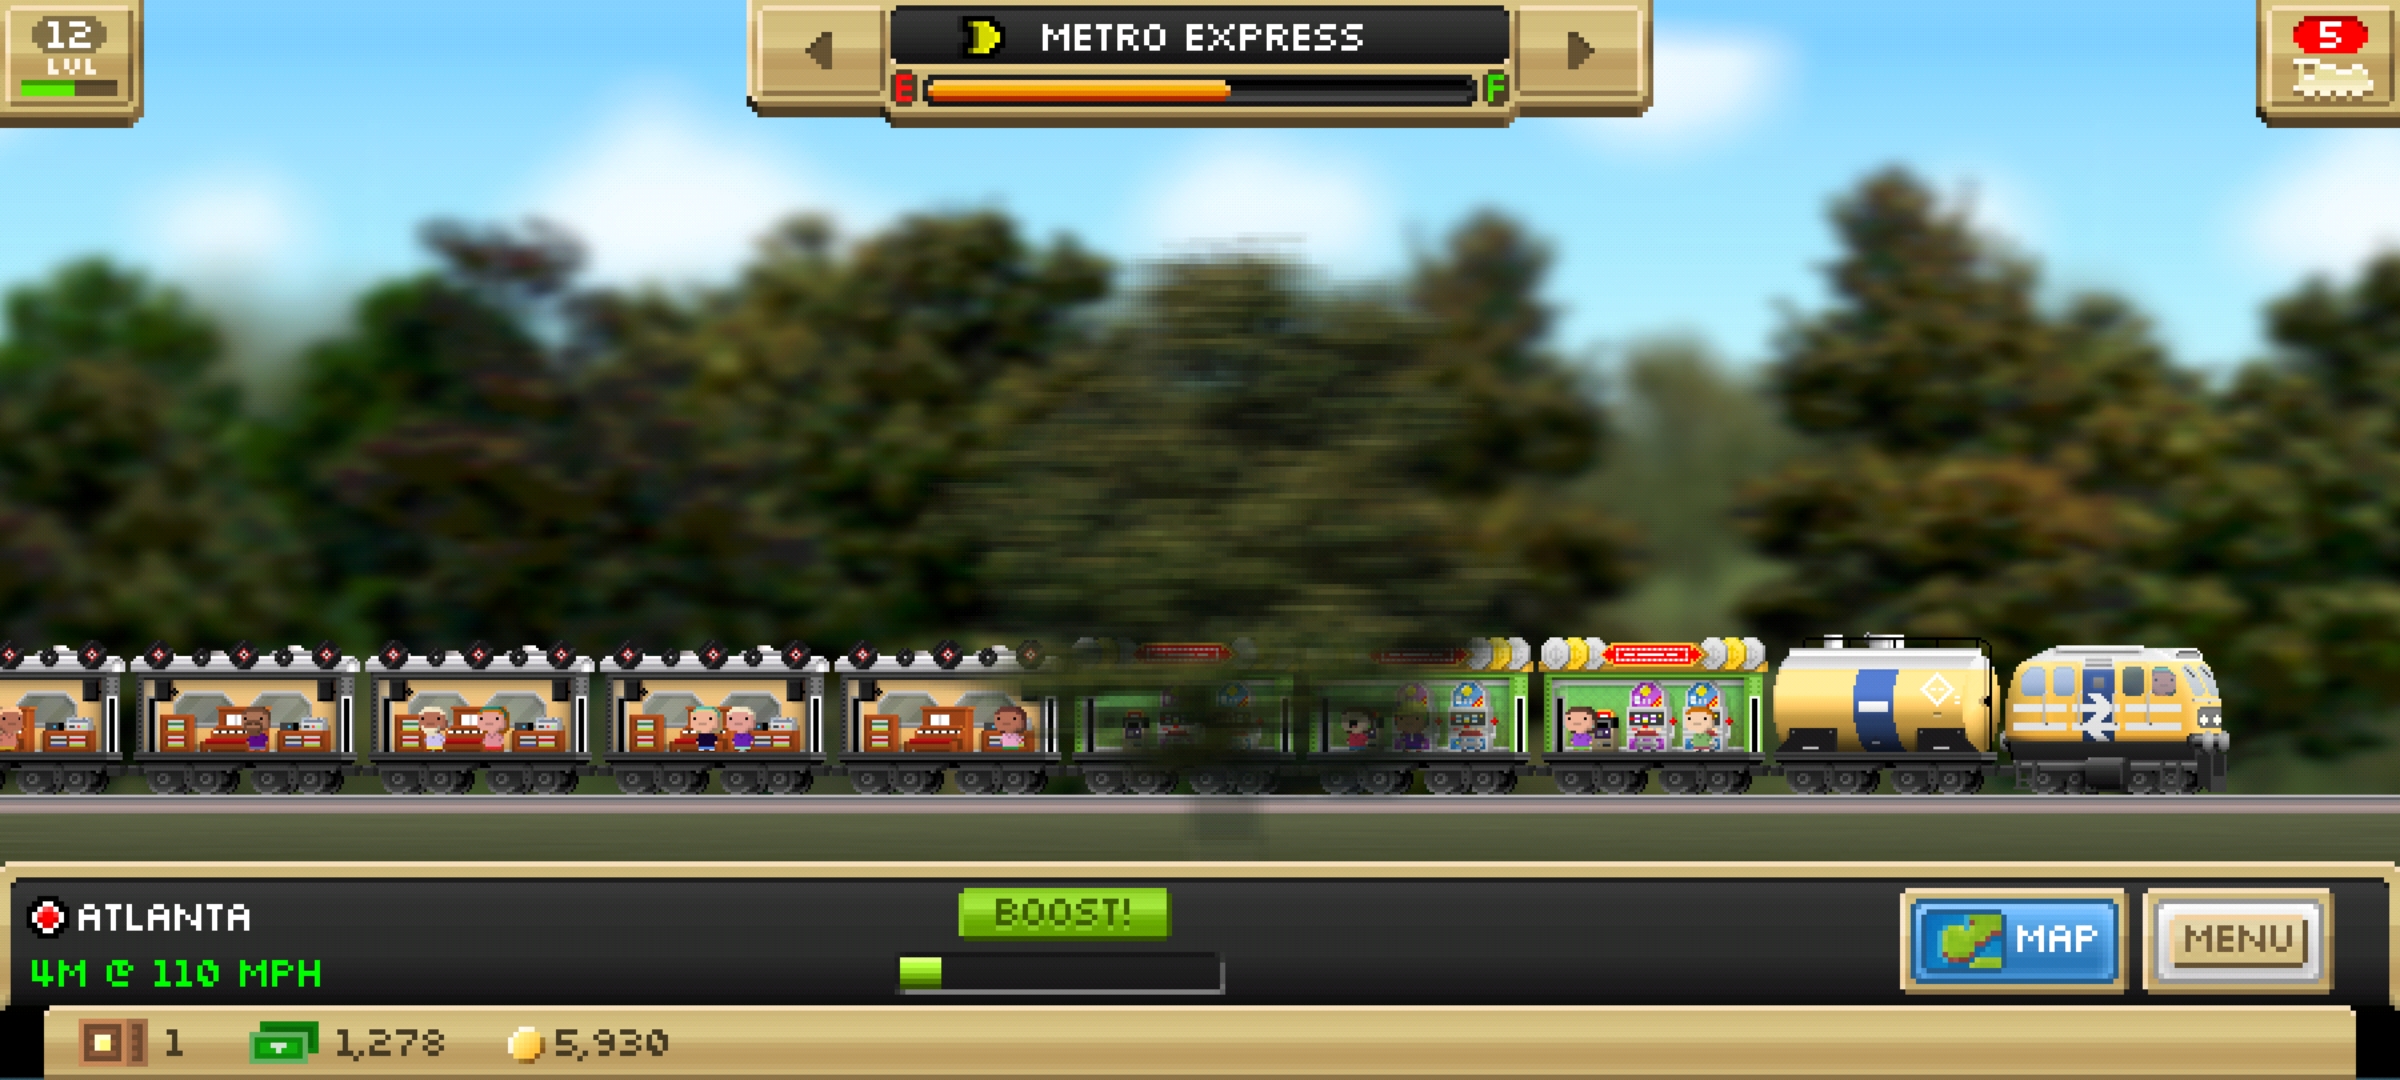 12
LVL
METRO EXPRESS
E F
5
ATLANTA
4M @ 110 MPH
BOOST!
MAP
MENU
1 1,278 5,930